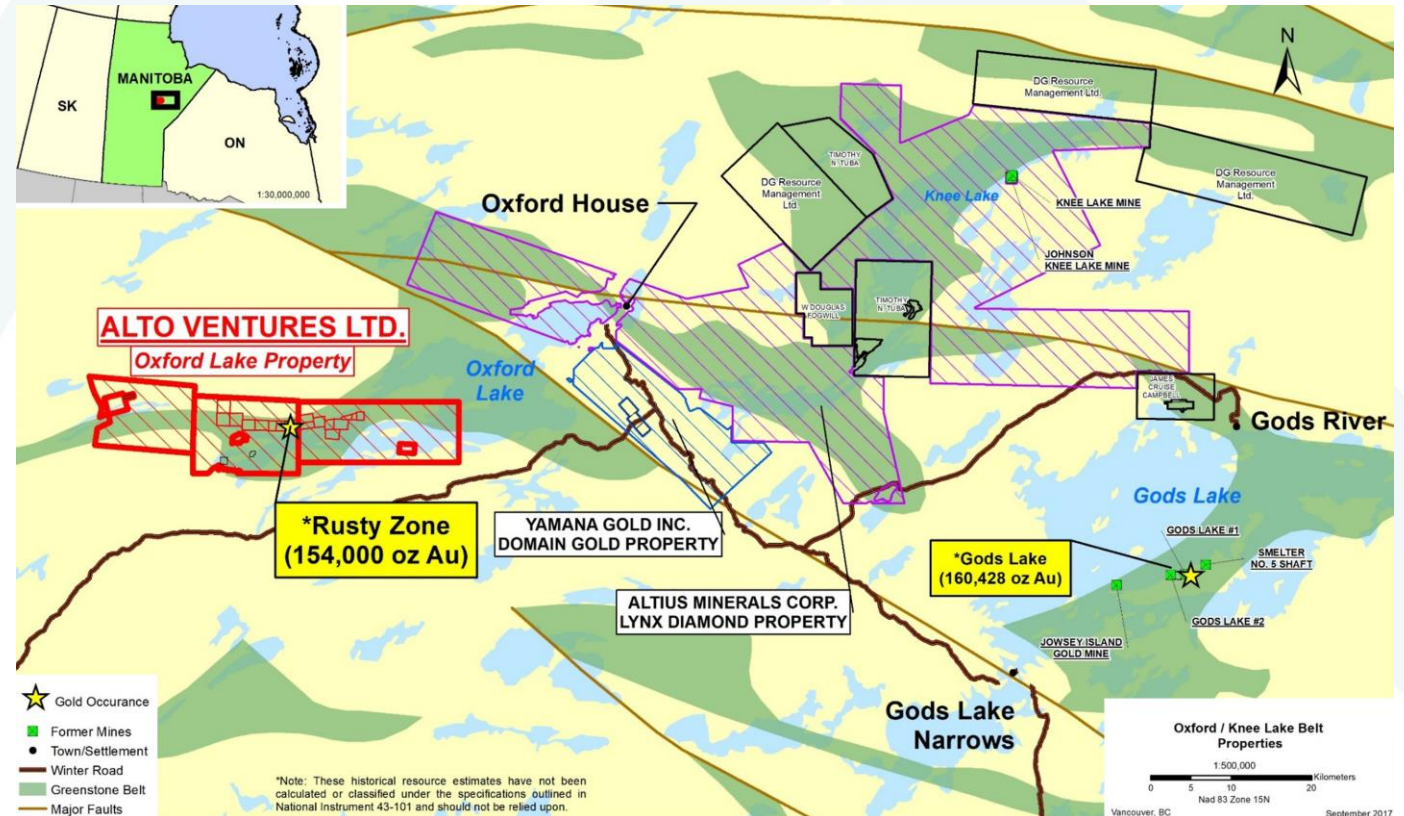 MANITOBA
SK
ON
1:30,000,000
N
DG Resource
Management Ltd.
TIMOTHY
N. TUBA
DG Resource
Management
Ltd.
DG Resource
Management
Ltd.
Knee Lake
KNEE LAKE MINE
JOHNSON
KNEE LAKE MINE
Oxford House
W.DOUGLAS
FOGWILL
TIMOTHY
N. TUBA
ALTO VENTURES LTD.
Oxford Lake Property
Oxford
Lake
JAMES
CRUISE
CAMPBELL
Gods River
*Rusty Zone
(154,000 oz Au)
YAMANA GOLD INC.
DOMAIN GOLD PROPERTY
Gods Lake
GODS LAKE #1
*Gods Lake
(160,428 oz Au)
SMELTER
NO. 5 SHAFT
ALTIUS MINERALS CORP.
LYNX DIAMOND PROPERTY
GODS LAKE #2
JOWSEY ISLAND
GOLD MINE
Gods Lake
Narrows
Gold Occurance
Former Mines
Town/Settlement
Winter Road
Greenstone Belt
Major Faults
*Note: These historical resource estimates have not been
calculated or classified under the specifications outlined in
National Instrument 43-101 and should not be relied upon.
Oxford / Knee Lake Belt
Properties
1:500,000
Kilometers
0 5 10 20
Nad 83 Zone 15N
Vancouver, BC
September 2017